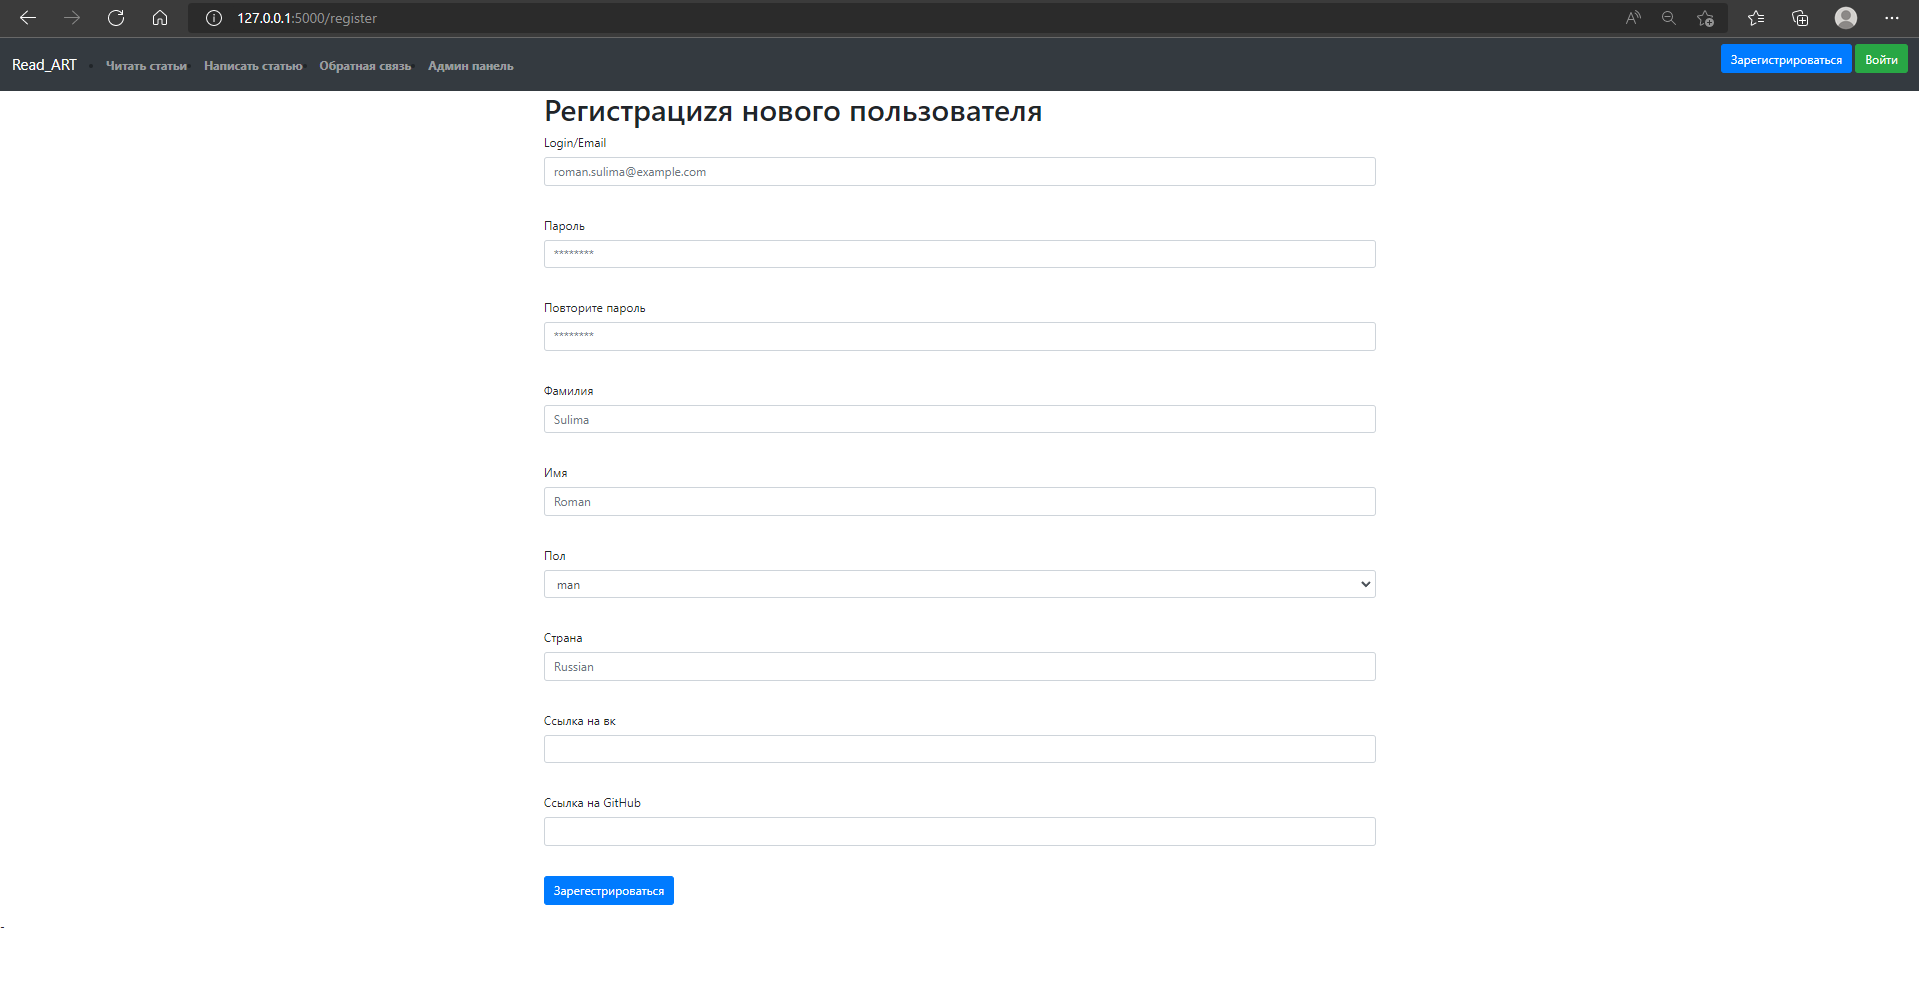 127.0.0.1:5000/register
Read_ART Читать статьи Написать статью Обратная связь Админ панель Зарегистрироваться Войти
Регистрациzя нового пользователя
Login/Email
roman.sulima@example.com
Пароль
********
Повторите пароль
********
Фамилия
Sulima
Имя
Roman
Пол
man
Страна
Russian
Ссылка на вк
Ссылка на GitHub
Зарегестрироваться
-